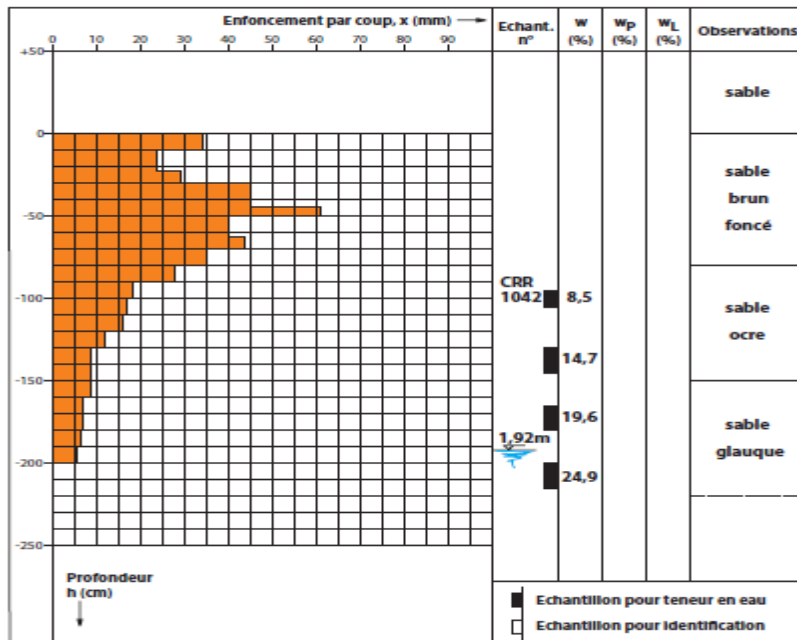 Enfoncement par coup, x (mm)
Echant. n°
w (%)
wP (%)
wL (%)
Observations
0 10 20 30 40 50 60 70 80 90
+50
0
-50
-100
-150
-200
-250
sable
sable
brun
foncé
CRR
1042
8,5
sable
ocre
14,7
19,6
1,92m
sable
glauque
24,9
Profondeur
h (cm)
Echantillon pour teneur en eau
Echantillon pour identification